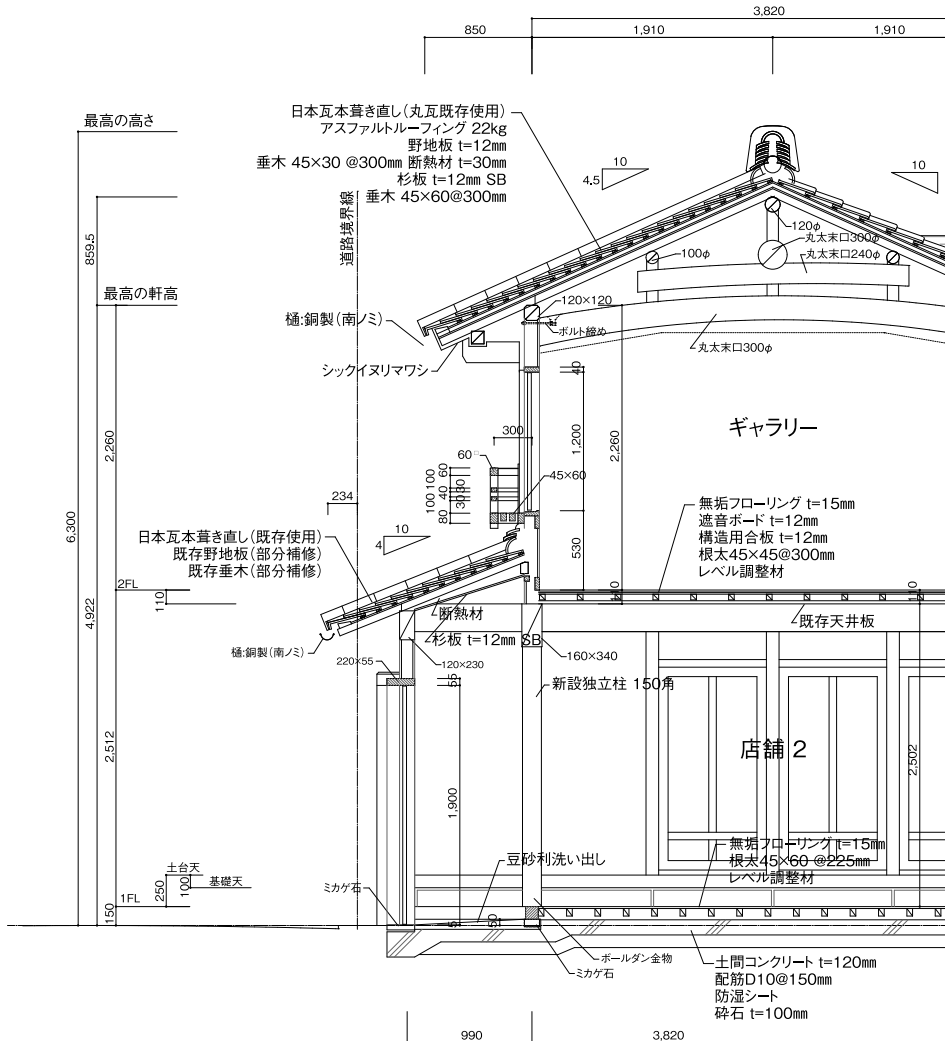 3,820
850
1,910
1,910
最高の高さ
日本瓦本葺き直し(丸瓦既存使用)
アスファルトルーフィング 22kg
野地板 t=12mm
垂木 45×30 @300mm 断熱材 t=30mm
杉板 t=12mm SB
垂木 45×60@300mm
10
4.5
10
道路境界線
859.5
120φ
丸太末口300φ
丸太末口240φ
100φ
最高の軒高
樋:銅製(南ノミ)
120×120
ボルト締め
丸太末口300φ
シックイヌリマワシ
40
ギャラリー
300
1,200
2,260
2,260
60□
45×60
60
100
30
40
30
100
80
234
無垢フローリング t=15mm
遮音ボード t=12mm
構造用合板 t=12mm
根太45×45@300mm
レベル調整材
6,300
10
4
日本瓦本葺き直し(既存使用)
既存野地板(部分補修)
既存垂木(部分補修)
530
2FL
110
110
110
4,922
断熱材
既存天井板
杉板 t=12mm SB
樋:銅製(南ノミ)
220×55
120×230
160×340
55
新設独立柱 150角
2,512
店舗 2
2,502
1,900
無垢フローリング t=15mm
根太45×60 @225mm
レベル調整材
豆砂利洗い出し
土台天
基礎天
250
100
ミカゲ石
1FL
150
5
50
ボールダン金物
ミカゲ石
土間コンクリート t=120mm
配筋D10@150mm
防湿シート
砕石 t=100mm
990
3,820